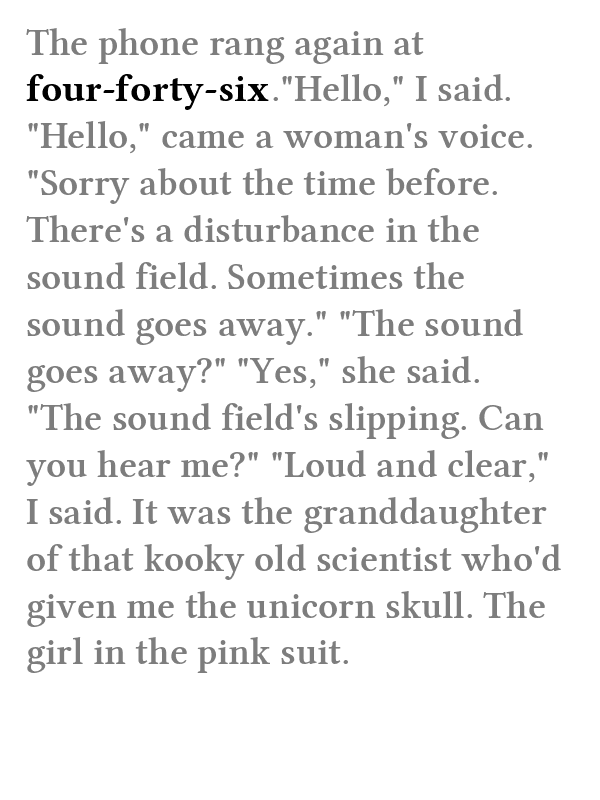 The phone rang again at
four-forty-six."Hello," I said.
"Hello," came a woman's voice.
"Sorry about the time before.
There's a disturbance in the
sound field. Sometimes the
sound goes away." "The sound
goes away?" "Yes," she said.
"The sound field's slipping. Can
you hear me?" "Loud and clear,"
I said. It was the granddaughter
of that kooky old scientist who'd
given me the unicorn skull. The
girl in the pink suit.